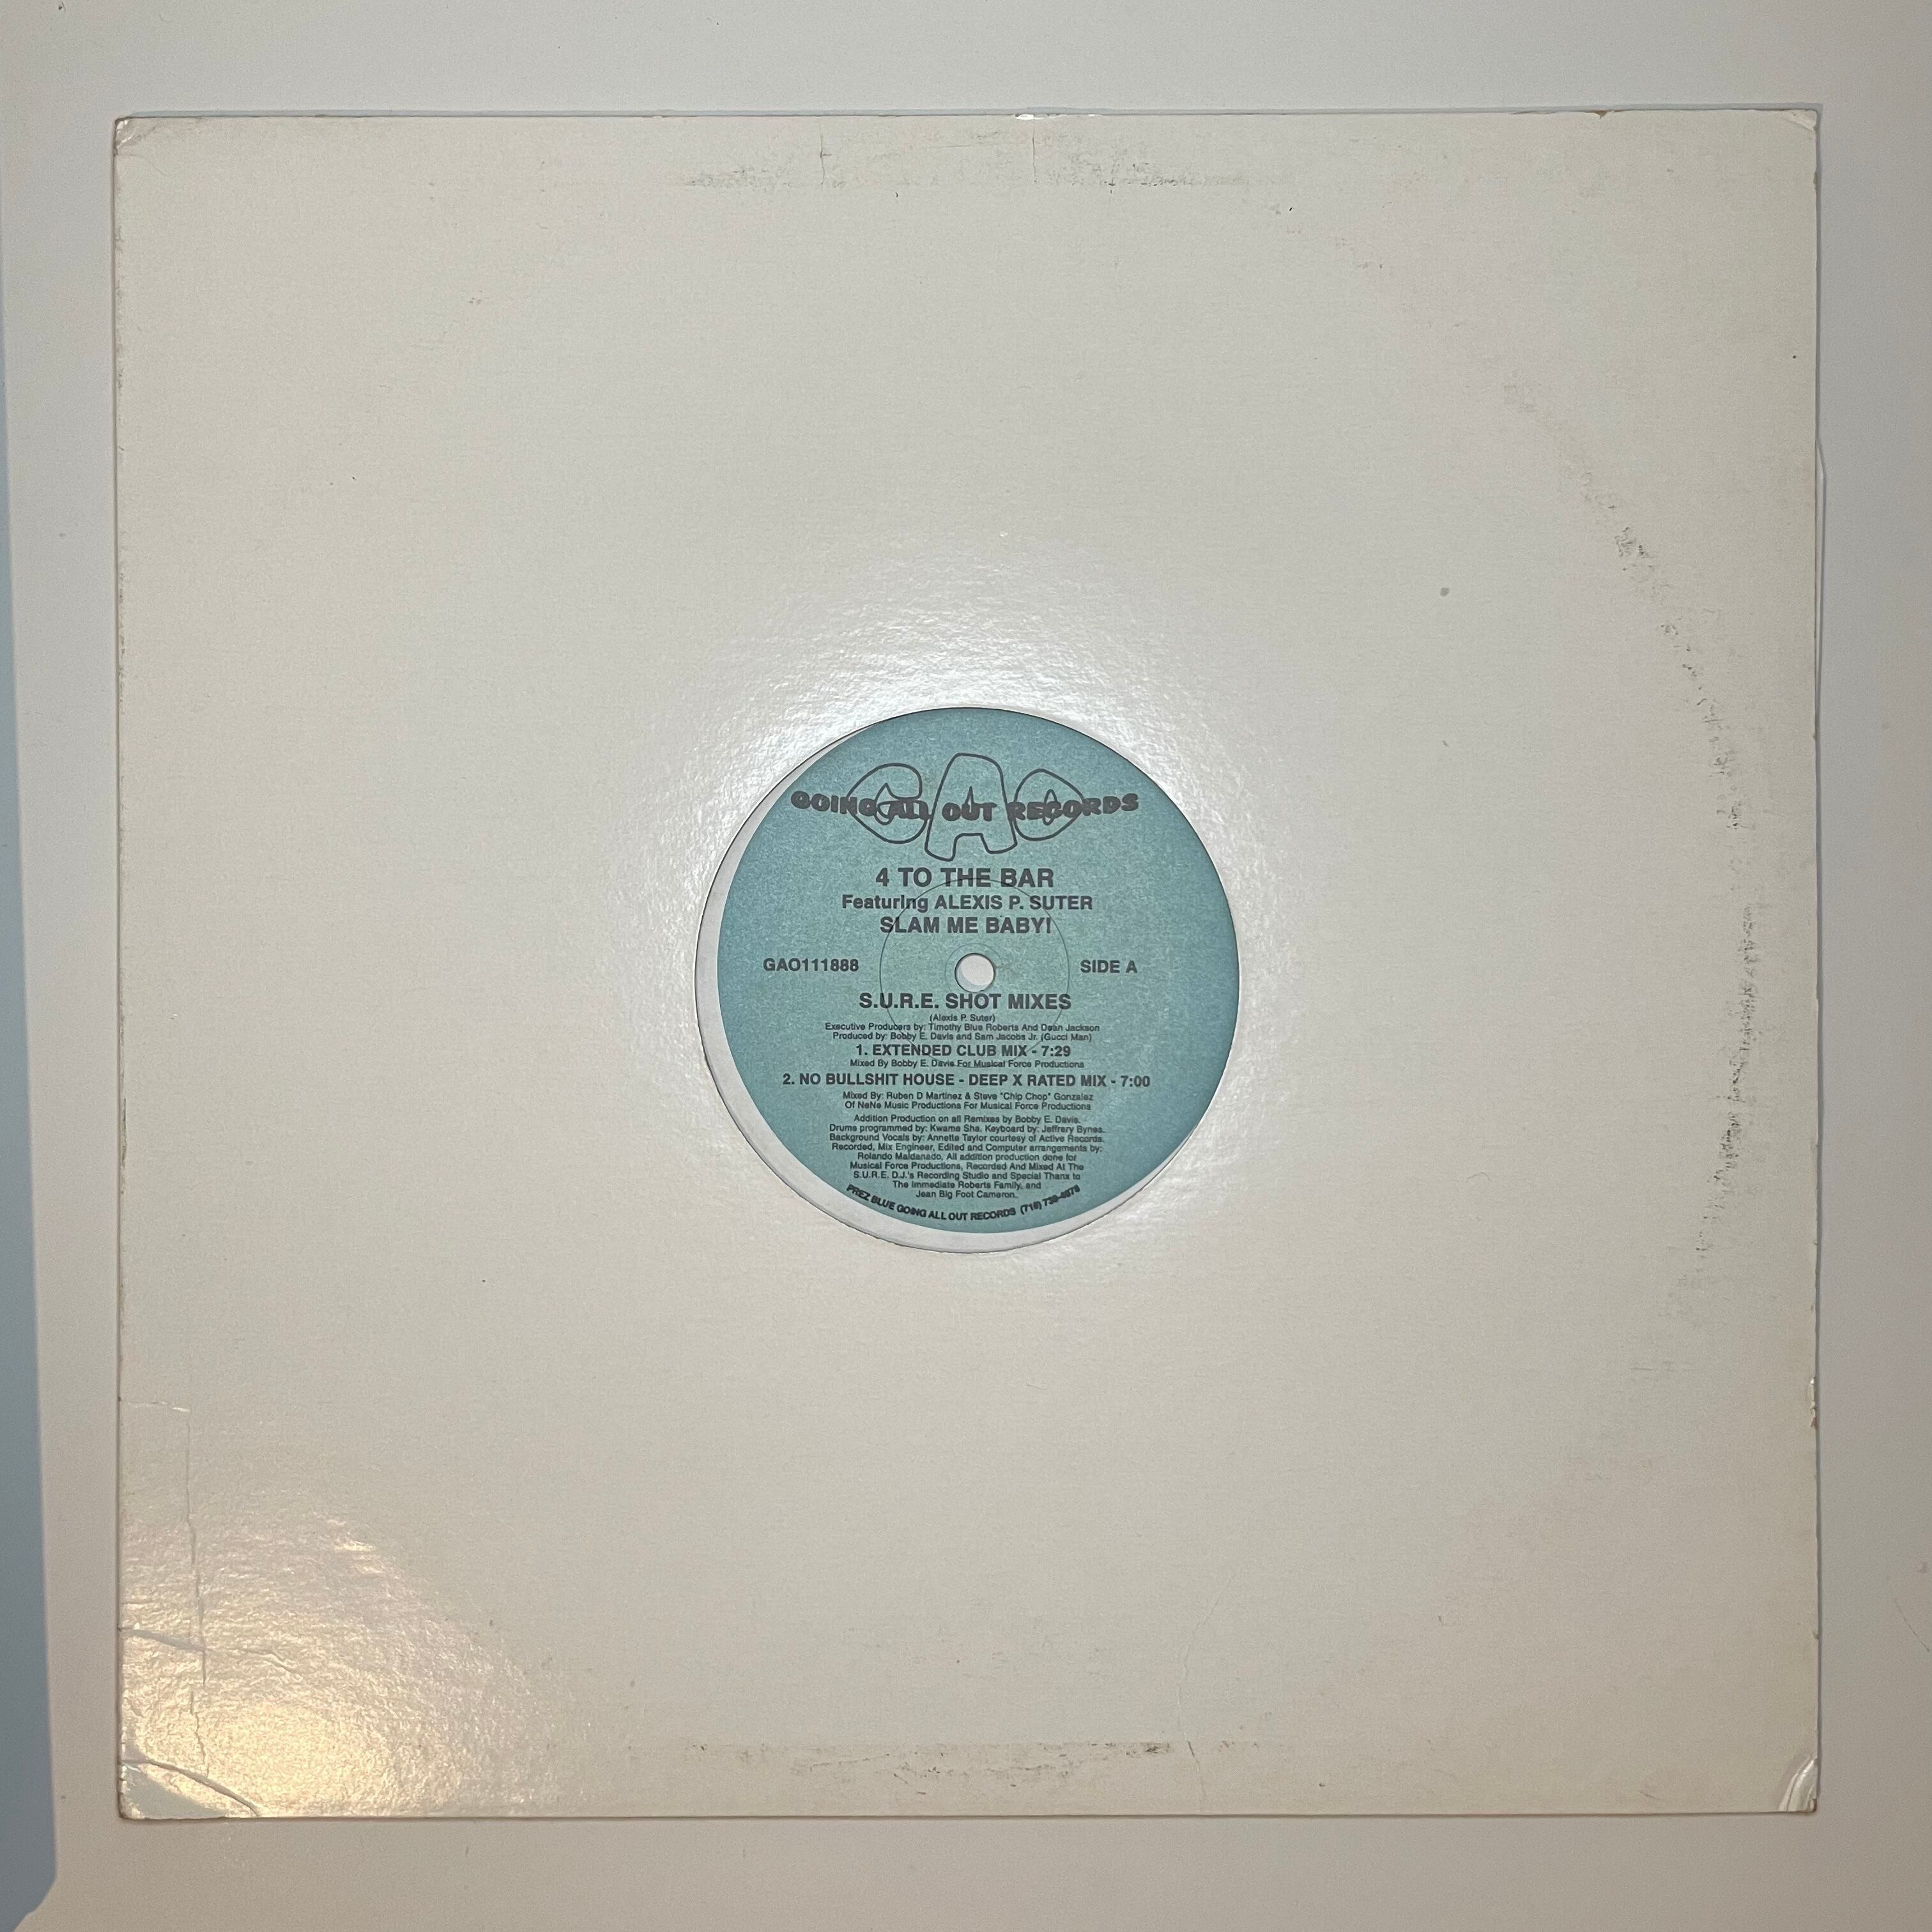 GAO
GOING ALL OUT RECORDS
4 TO THE BAR
Featuring ALEXIS P. SUTER
SLAM ME BABY!
GAO111888
SIDE A
S.U.R.E. SHOT MIXES
(Alexis P. Suter)
Executive Producers by: Timothy Blue Roberts And Dean Jackson
Produced by: Bobby E. Davis and Sam Jacobs Jr. (Gucci Man)
1. EXTENDED CLUB MIX - 7:29
Mixed By Bobby E. Davis For Musical Force Productions
2. NO BULLSHIT HOUSE - DEEP X RATED MIX - 7:00
Mixed By: Ruben D Martinez & Steve "Chip Chop" Gonzalez
Of NeNe Music Productions For Musical Force Productions
Addition Production on all Remixes by Bobby E. Davis.
Drums programmed by: Kwame Sha. Keyboard by: Jeffrery Bynes.
Background Vocals by: Annette Taylor courtesy of Active Records.
Recorded, Mix Engineer, Edited and Computer arrangements by:
Rolando Maldanado, All addition production done for
Musical Force Productions, Recorded And Mixed At The
S.U.R.E. D.J.'s Recording Studio and Special Thanx to
The Immediate Roberts Family, and
Jean Big Foot Cameron.
PREZ BLUE GOING ALL OUT RECORDS (718)